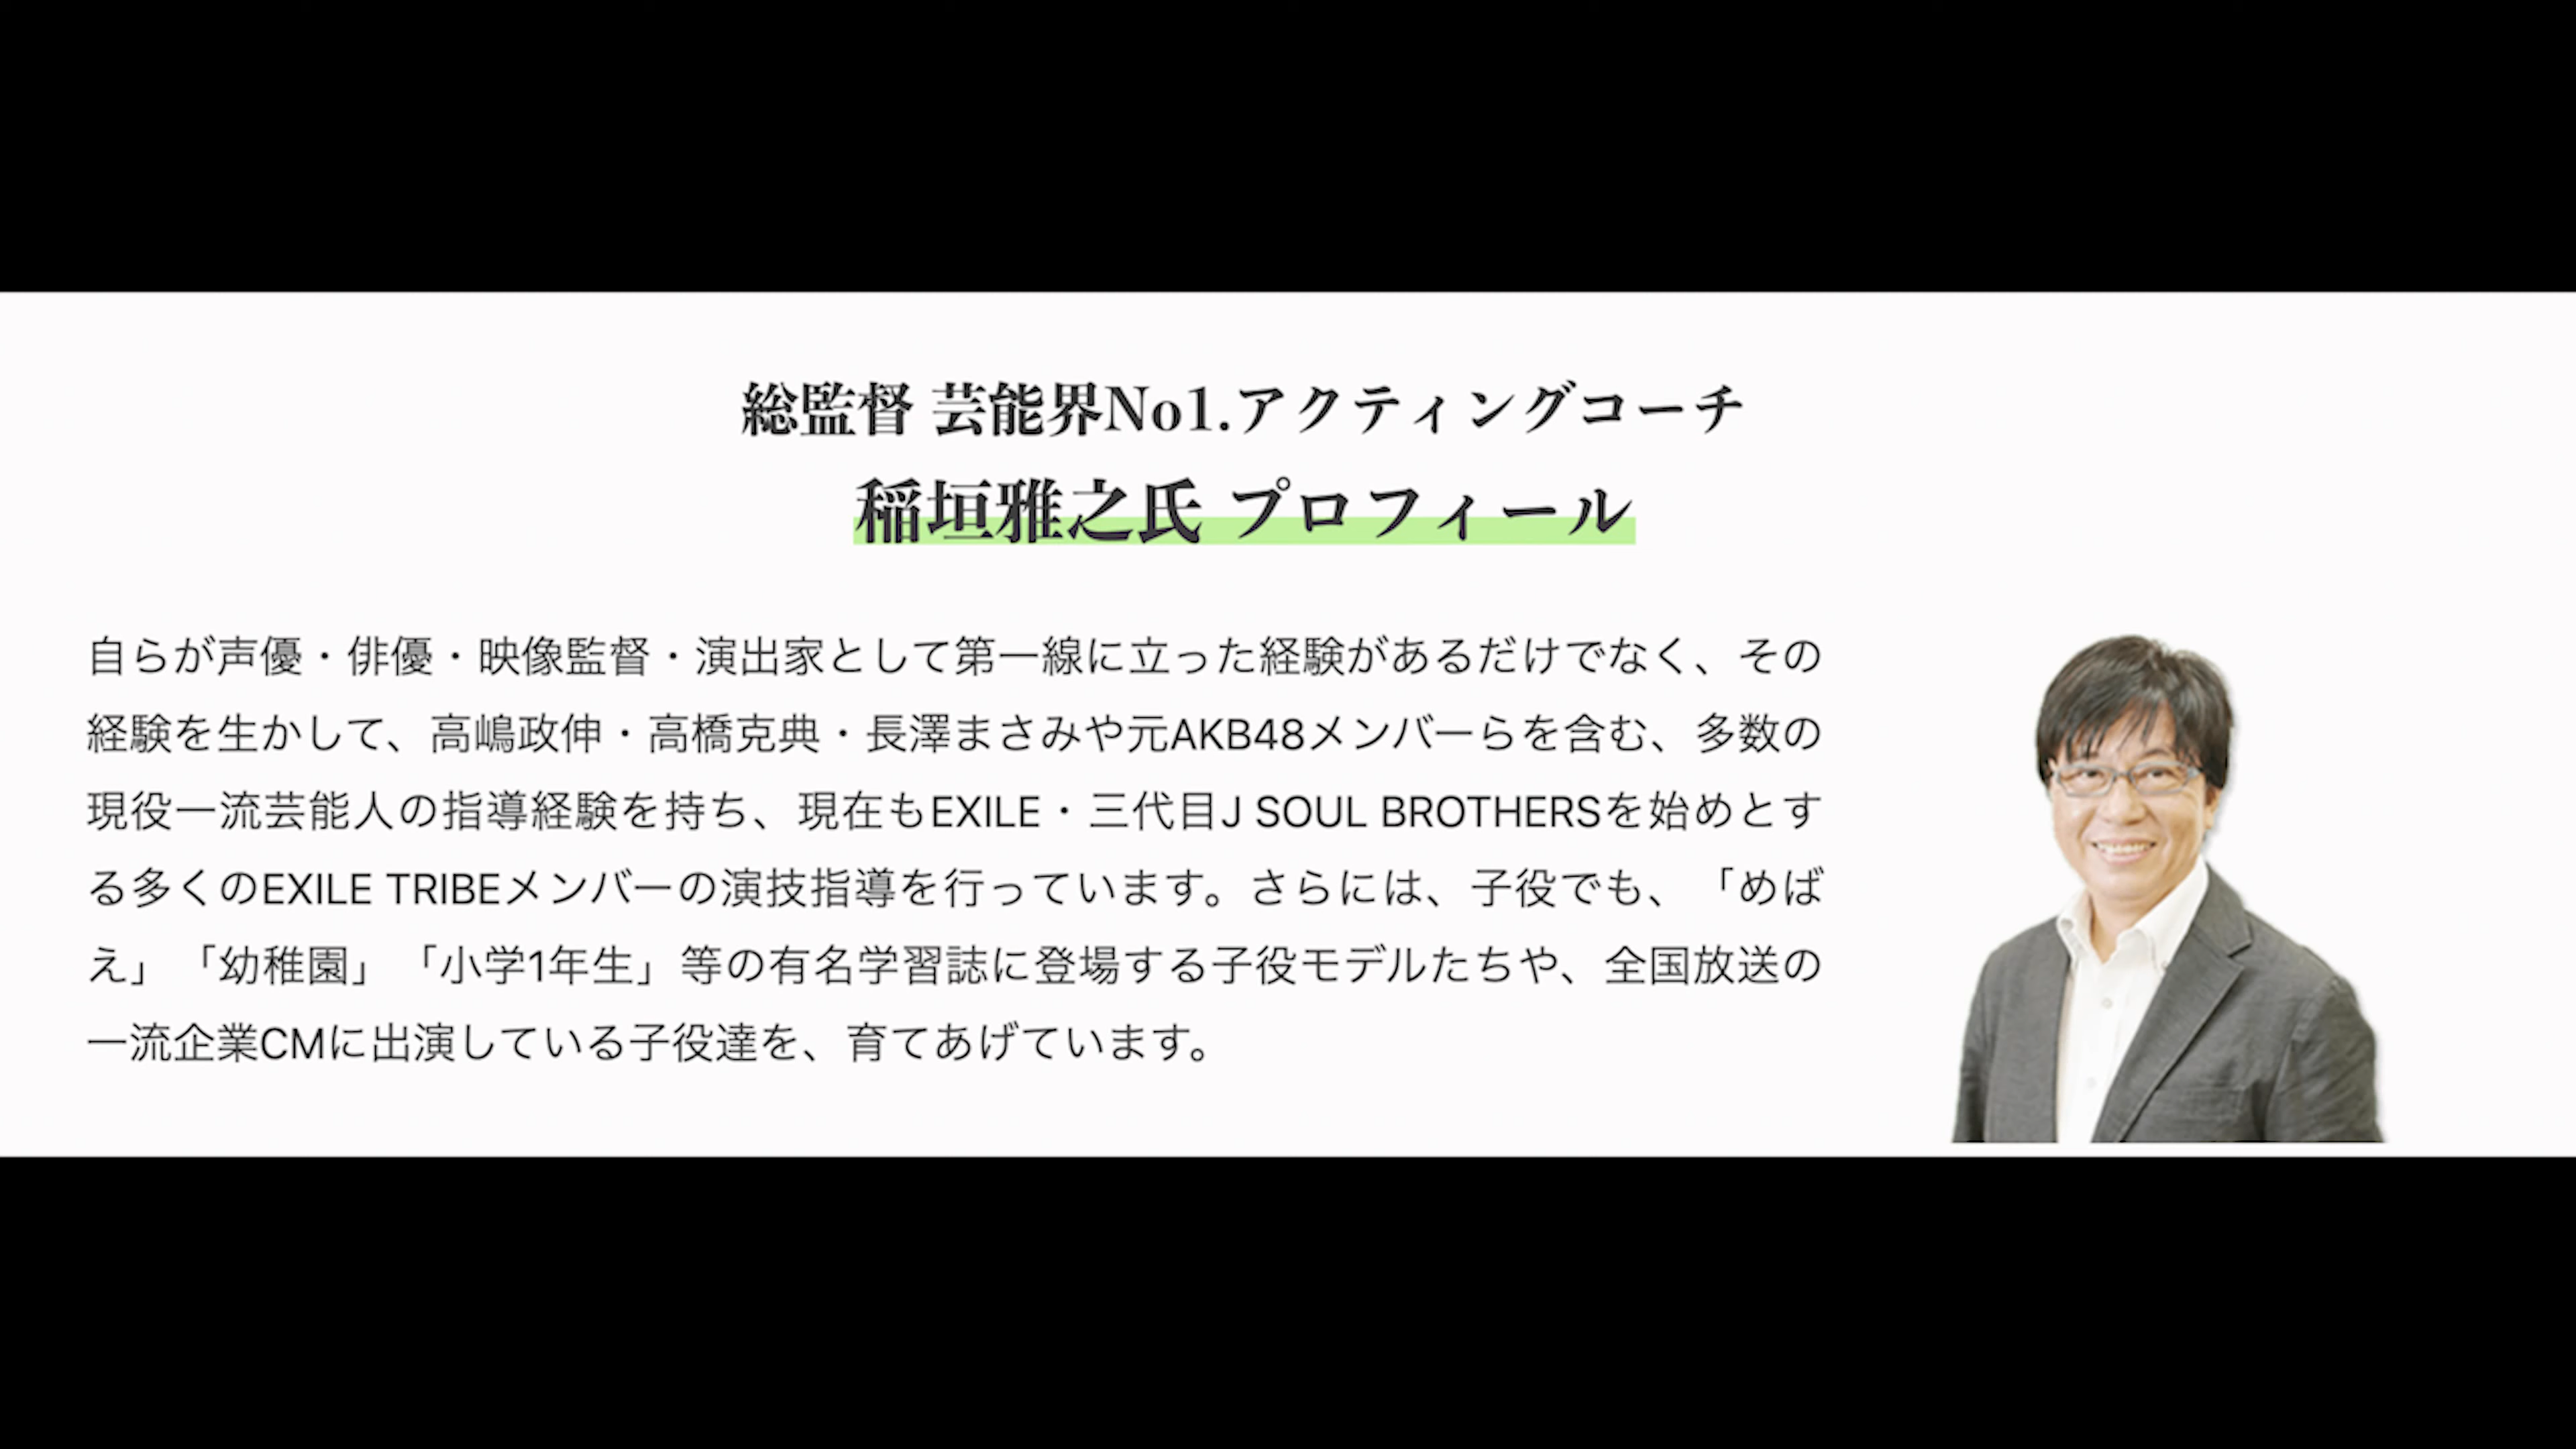 総監督 芸能界No1.アクティングコーチ
稲垣雅之氏 プロフィール
自らが声優・俳優・映像監督・演出家として第一線に立った経験があるだけでなく、その
経験を生かして、高嶋政伸・高橋克典・長澤まさみや元AKB48メンバーらを含む、多数の
現役一流芸能人の指導経験を持ち、現在もEXILE・三代目J SOUL BROTHERSを始めとす
る多くのEXILE TRIBEメンバーの演技指導を行っています。さらには、子役でも、「めば
え」「幼稚園」「小学1年生」等の有名学習誌に登場する子役モデルたちや、全国放送の
一流企業CMに出演している子役達を、育てあげています。